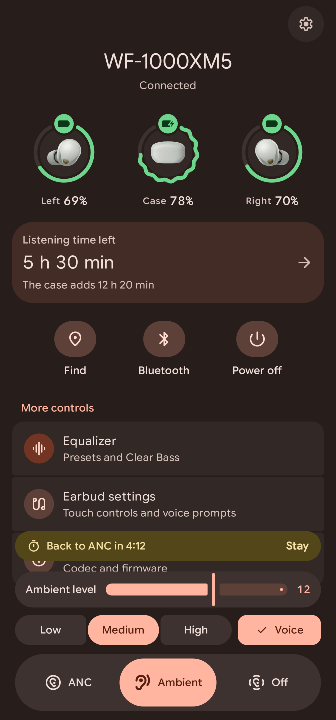 WF-1000XM5
Connected
Left 69%
Case 78%
Right 70%
Listening time left
5 h 30 min
The case adds 12 h 20 min
Find
Bluetooth
Power off
More controls
Equalizer
Presets and Clear Bass
Earbud settings
Touch controls and voice prompts
Back to ANC in 4:12
Stay
Codec and firmware
Ambient level
12
Low
Medium
High
Voice
ANC
Ambient
Off